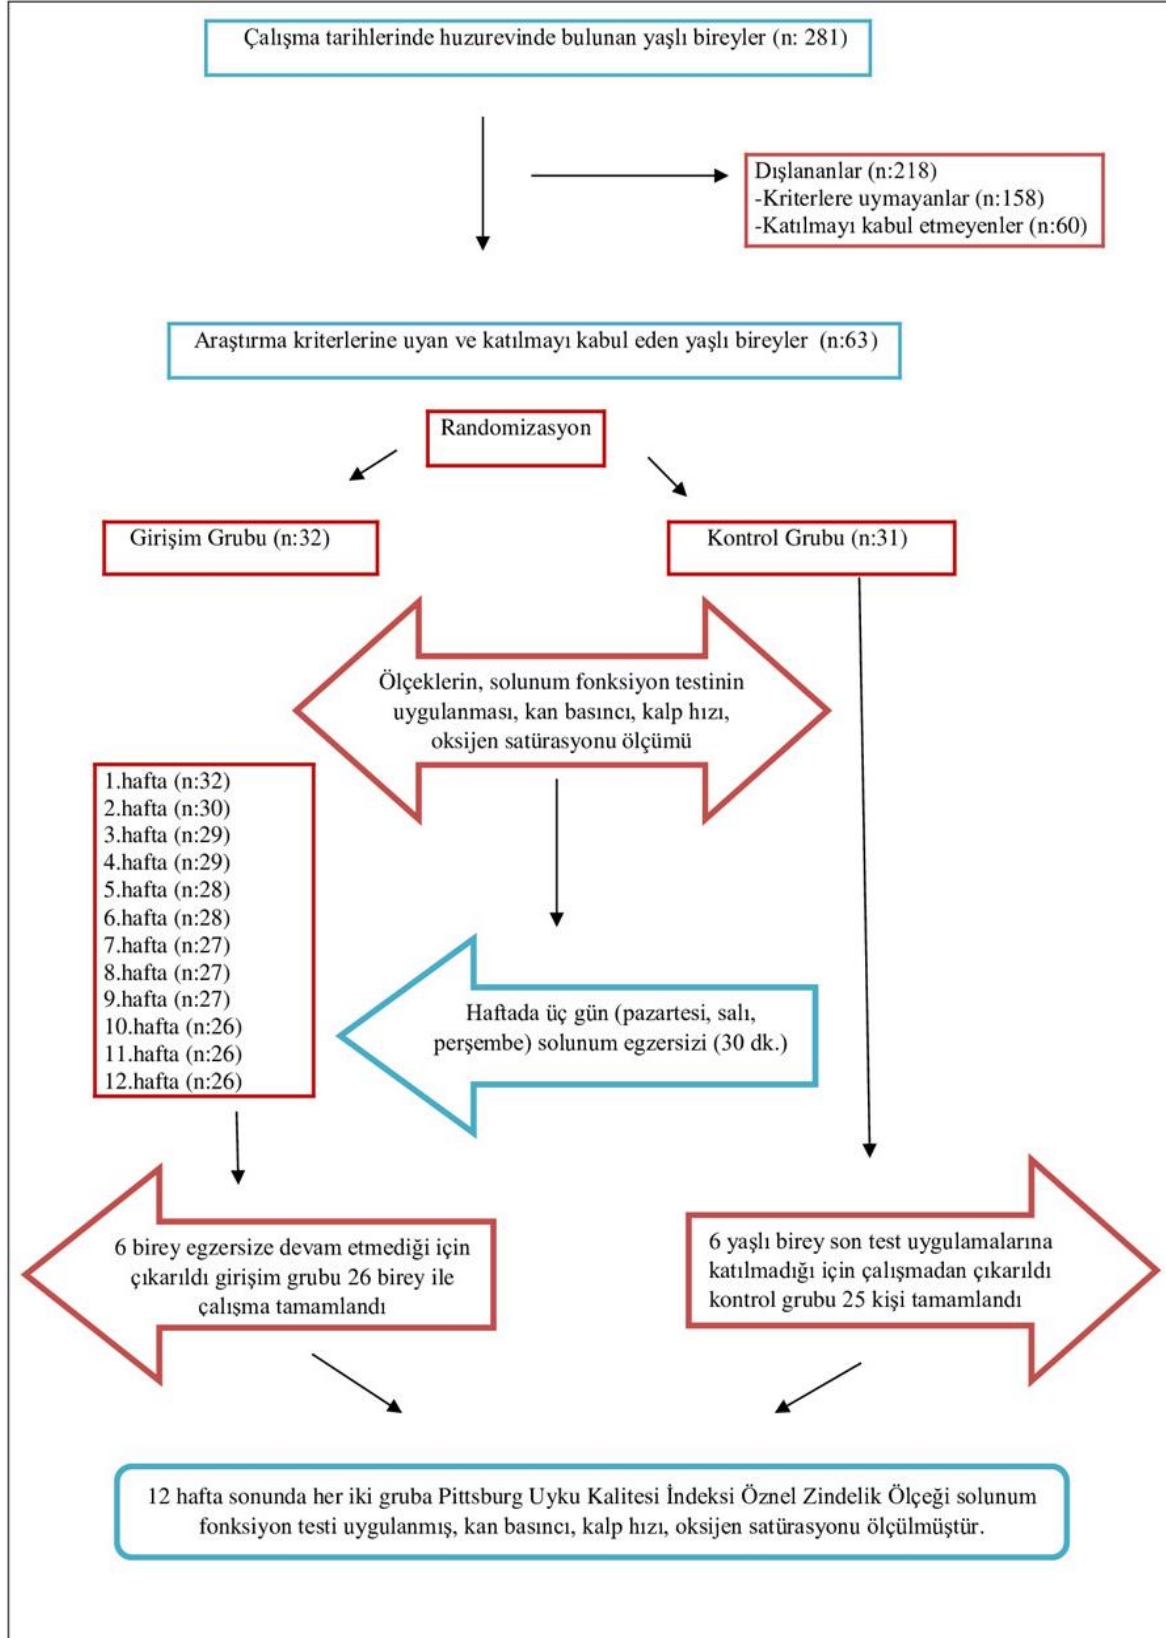 Çalışma tarihlerinde huzurevinde bulunan yaşlı bireyler (n: 281)
Dışlananlar (n:218)
-Kriterlere uymayanlar (n:158)
-Katılmayı kabul etmeyenler (n:60)
Araştırma kriterlerine uyan ve katılmayı kabul eden yaşlı bireyler (n:63)
Randomizasyon
Girişim Grubu (n:32)
Kontrol Grubu (n:31)
Ölçeklerin, solunum fonksiyon testinin
uygulanması, kan basıncı, kalp hızı,
oksijen satürasyonu ölçümü
1.hafta (n:32)
2.hafta (n:30)
3.hafta (n:29)
4.hafta (n:29)
5.hafta (n:28)
6.hafta (n:28)
7.hafta (n:27)
8.hafta (n:27)
9.hafta (n:27)
10.hafta (n:26)
11.hafta (n:26)
12.hafta (n:26)
Haftada üç gün (pazartesi, salı,
perşembe) solunum egzersizi (30 dk.)
6 birey egzersize devam etmediği için
çıkarıldı girişim grubu 26 birey ile
çalışma tamamlandı
6 yaşlı birey son test uygulamalarına
katılmadığı için çalışmadan çıkarıldı
kontrol grubu 25 kişi tamamlandı
12 hafta sonunda her iki gruba Pittsburg Uyku Kalitesi İndeksi Öznel Zindelik Ölçeği solunum
fonksiyon testi uygulanmış, kan basıncı, kalp hızı, oksijen satürasyonu ölçülmüştür.